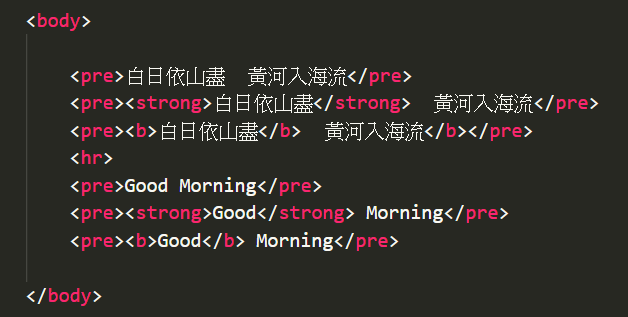 <body>
<pre>白日依山盡  黃河入海流</pre>
<pre><strong>白日依山盡</strong>  黃河入海流</pre>
<pre><b>白日依山盡</b>  黃河入海流</b></pre>
<hr>
<pre>Good Morning</pre>
<pre><strong>Good</strong> Morning</pre>
<pre><b>Good</b> Morning</pre>
</body>